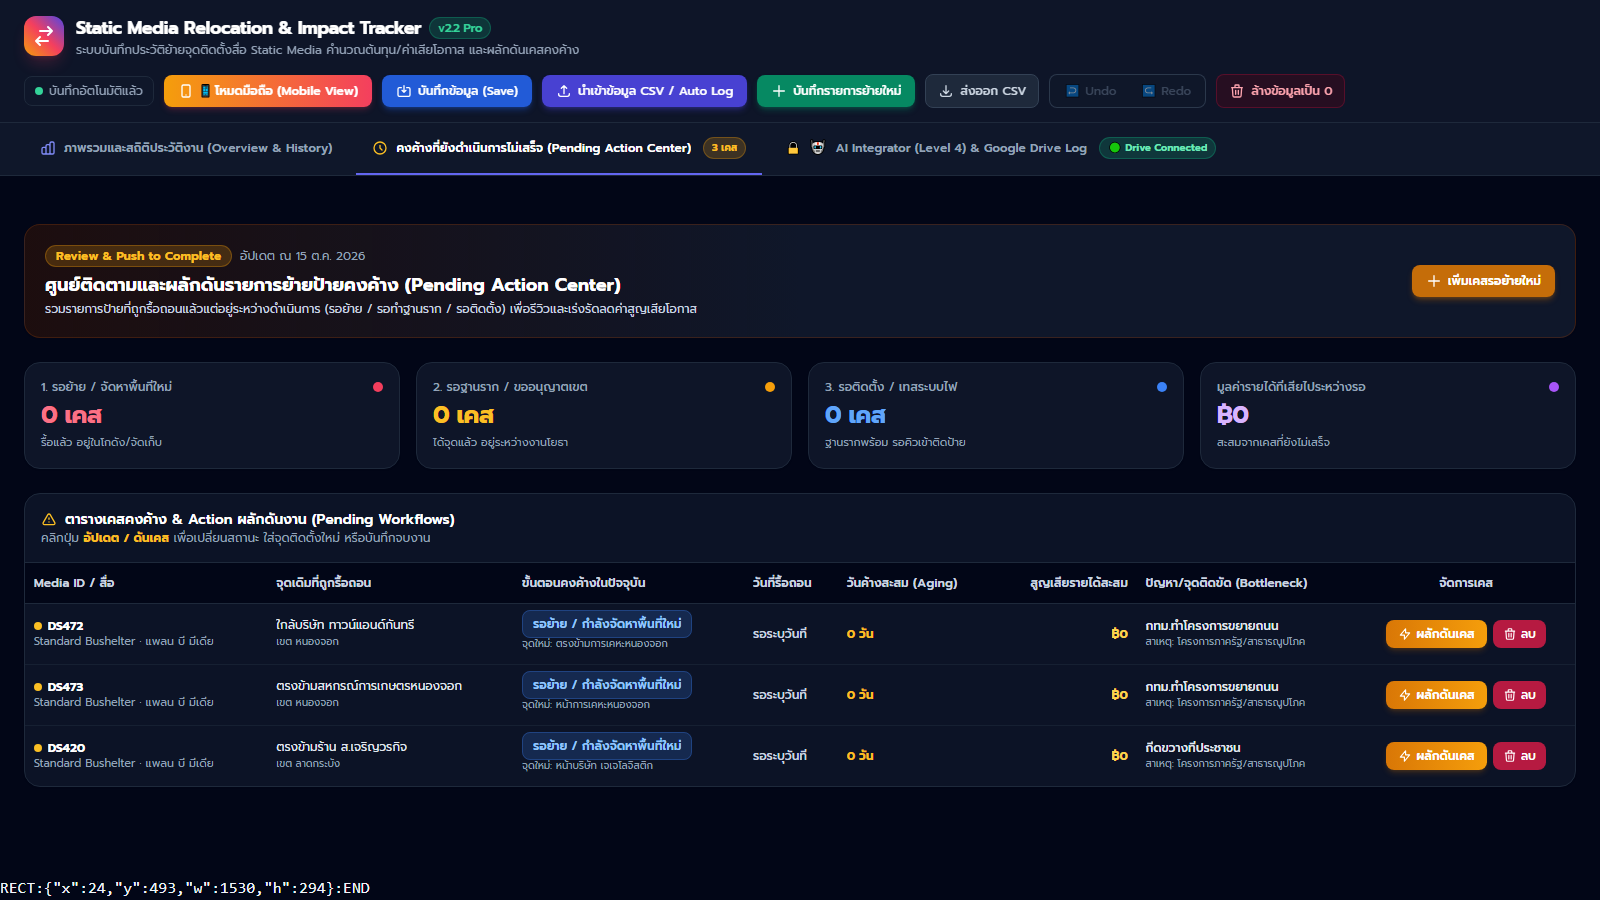 Static Media Relocation & Impact Tracker v2.2 Pro
ระบบบันทึกประวัติย้ายจุดติดตั้งสื่อ Static Media คำนวณต้นทุน/ค่าเสียโอกาส และผลักดันเคสคงค้าง
บันทึกอัตโนมัติแล้ว โหมดมือถือ (Mobile View) บันทึกข้อมูล (Save) นำเข้าข้อมูล CSV / Auto Log บันทึกรายการย้ายใหม่ ส่งออก CSV Undo Redo ล้างข้อมูลเป็น 0
ภาพรวมและสถิติประวัติงาน (Overview & History) คงค้างที่ยังดำเนินการไม่เสร็จ (Pending Action Center) 3 เคส AI Integrator (Level 4) & Google Drive Log Drive Connected
Review & Push to Complete อัปเดต ณ 15 ต.ค. 2026
ศูนย์ติดตามและผลักดันรายการย้ายป้ายคงค้าง (Pending Action Center)
รวมรายการป้ายที่ถูกรื้อถอนแล้วแต่อยู่ระหว่างดำเนินการ (รอย้าย / รอทำฐานราก / รอติดตั้ง) เพื่อรีวิวและเร่งรัดลดค่าสูญเสียโอกาส
เพิ่มเคสรอย้ายใหม่
1. รอย้าย / จัดหาพื้นที่ใหม่ 2. รอฐานราก / ขออนุญาตเขต 3. รอติดตั้ง / เทสระบบไฟ มูลค่ารายได้ที่เสียไประหว่างรอ
0 เคส 0 เคส 0 เคส ฿0
รื้อแล้ว อยู่ในโกดัง/จัดเก็บ ได้จุดแล้ว อยู่ระหว่างงานโยธา ฐานรากพร้อม รอคิวเข้าติดป้าย สะสมจากเคสที่ยังไม่เสร็จ
ตารางเคสคงค้าง & Action ผลักดันงาน (Pending Workflows)
คลิกปุ่ม อัปเดต / ดันเคส เพื่อเปลี่ยนสถานะ ใส่จุดติดตั้งใหม่ หรือบันทึกจบงาน
Media ID / สื่อ จุดเดิมที่ถูกรื้อถอน ขั้นตอนคงค้างในปัจจุบัน วันที่รื้อถอน วันค้างสะสม (Aging) สูญเสียรายได้สะสม ปัญหา/จุดติดขัด (Bottleneck) จัดการเคส
DS472 ใกล้บริษัท ทาวน์แอนด์กันทรี รอย้าย / กำลังจัดหาพื้นที่ใหม่ รอระบุวันที่ 0 วัน ฿0 กทม.ทำโครงการขยายถนน ผลักดันเคส ลบ
Standard Bushelter · แพลน บี มีเดีย เขต หนองจอก จุดใหม่: ตรงข้ามการเคหะหนองจอก สาเหตุ: โครงการภาครัฐ/สาธารณูปโภค
DS473 ตรงข้ามสหกรณ์การเกษตรหนองจอก รอย้าย / กำลังจัดหาพื้นที่ใหม่ รอระบุวันที่ 0 วัน ฿0 กทม.ทำโครงการขยายถนน ผลักดันเคส ลบ
Standard Bushelter · แพลน บี มีเดีย เขต หนองจอก จุดใหม่: หน้าการเคหะหนองจอก สาเหตุ: โครงการภาครัฐ/สาธารณูปโภค
DS420 ตรงข้ามร้าน ส.เจริญวรกิจ รอย้าย / กำลังจัดหาพื้นที่ใหม่ รอระบุวันที่ 0 วัน ฿0 กีดขวางที่ประชาชน ผลักดันเคส ลบ
Standard Bushelter · แพลน บี มีเดีย เขต ลาดกระบัง จุดใหม่: หน้าบริษัท เจเจโลจิสติก สาเหตุ: โครงการภาครัฐ/สาธารณูปโภค
RECT:{"x":24,"y":493,"w":1530,"h":294}:END